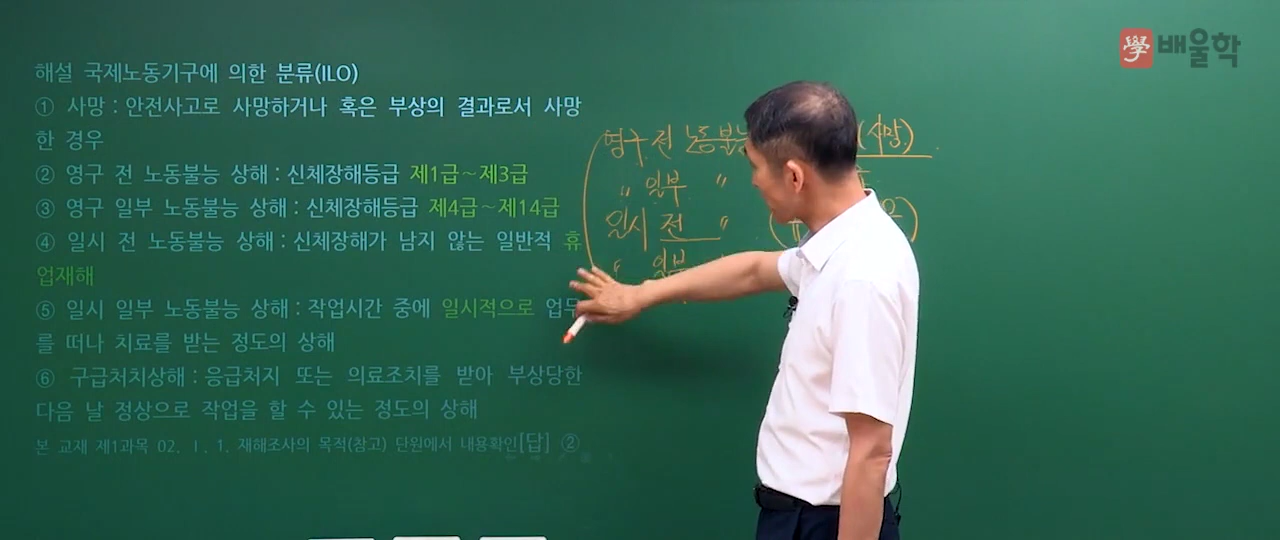 學 배울학
해설 국제노동기구에 의한 분류(ILO)
① 사망 : 안전사고로 사망하거나 혹은 부상의 결과로서 사망
한 경우
② 영구 전 노동불능 상해 : 신체장해등급 제1급~제3급
③ 영구 일부 노동불능 상해 : 신체장해등급 제4급~제14급
④ 일시 전 노동불능 상해 : 신체장해가 남지 않는 일반적 휴
업재해
⑤ 일시 일부 노동불능 상해 : 작업시간 중에 일시적으로 업무
를 떠나 치료를 받는 정도의 상해
⑥ 구급처치상해 : 응급처지 또는 의료조치를 받아 부상당한
다음 날 정상으로 작업을 할 수 있는 정도의 상해
본 교재 제1과목 02. Ⅰ. 1. 재해조사의 목적(참고) 단원에서 내용확인[답] ②
영구 전 노동불능 (사망)
〃 일부 〃
일시 전 〃
〃 일부